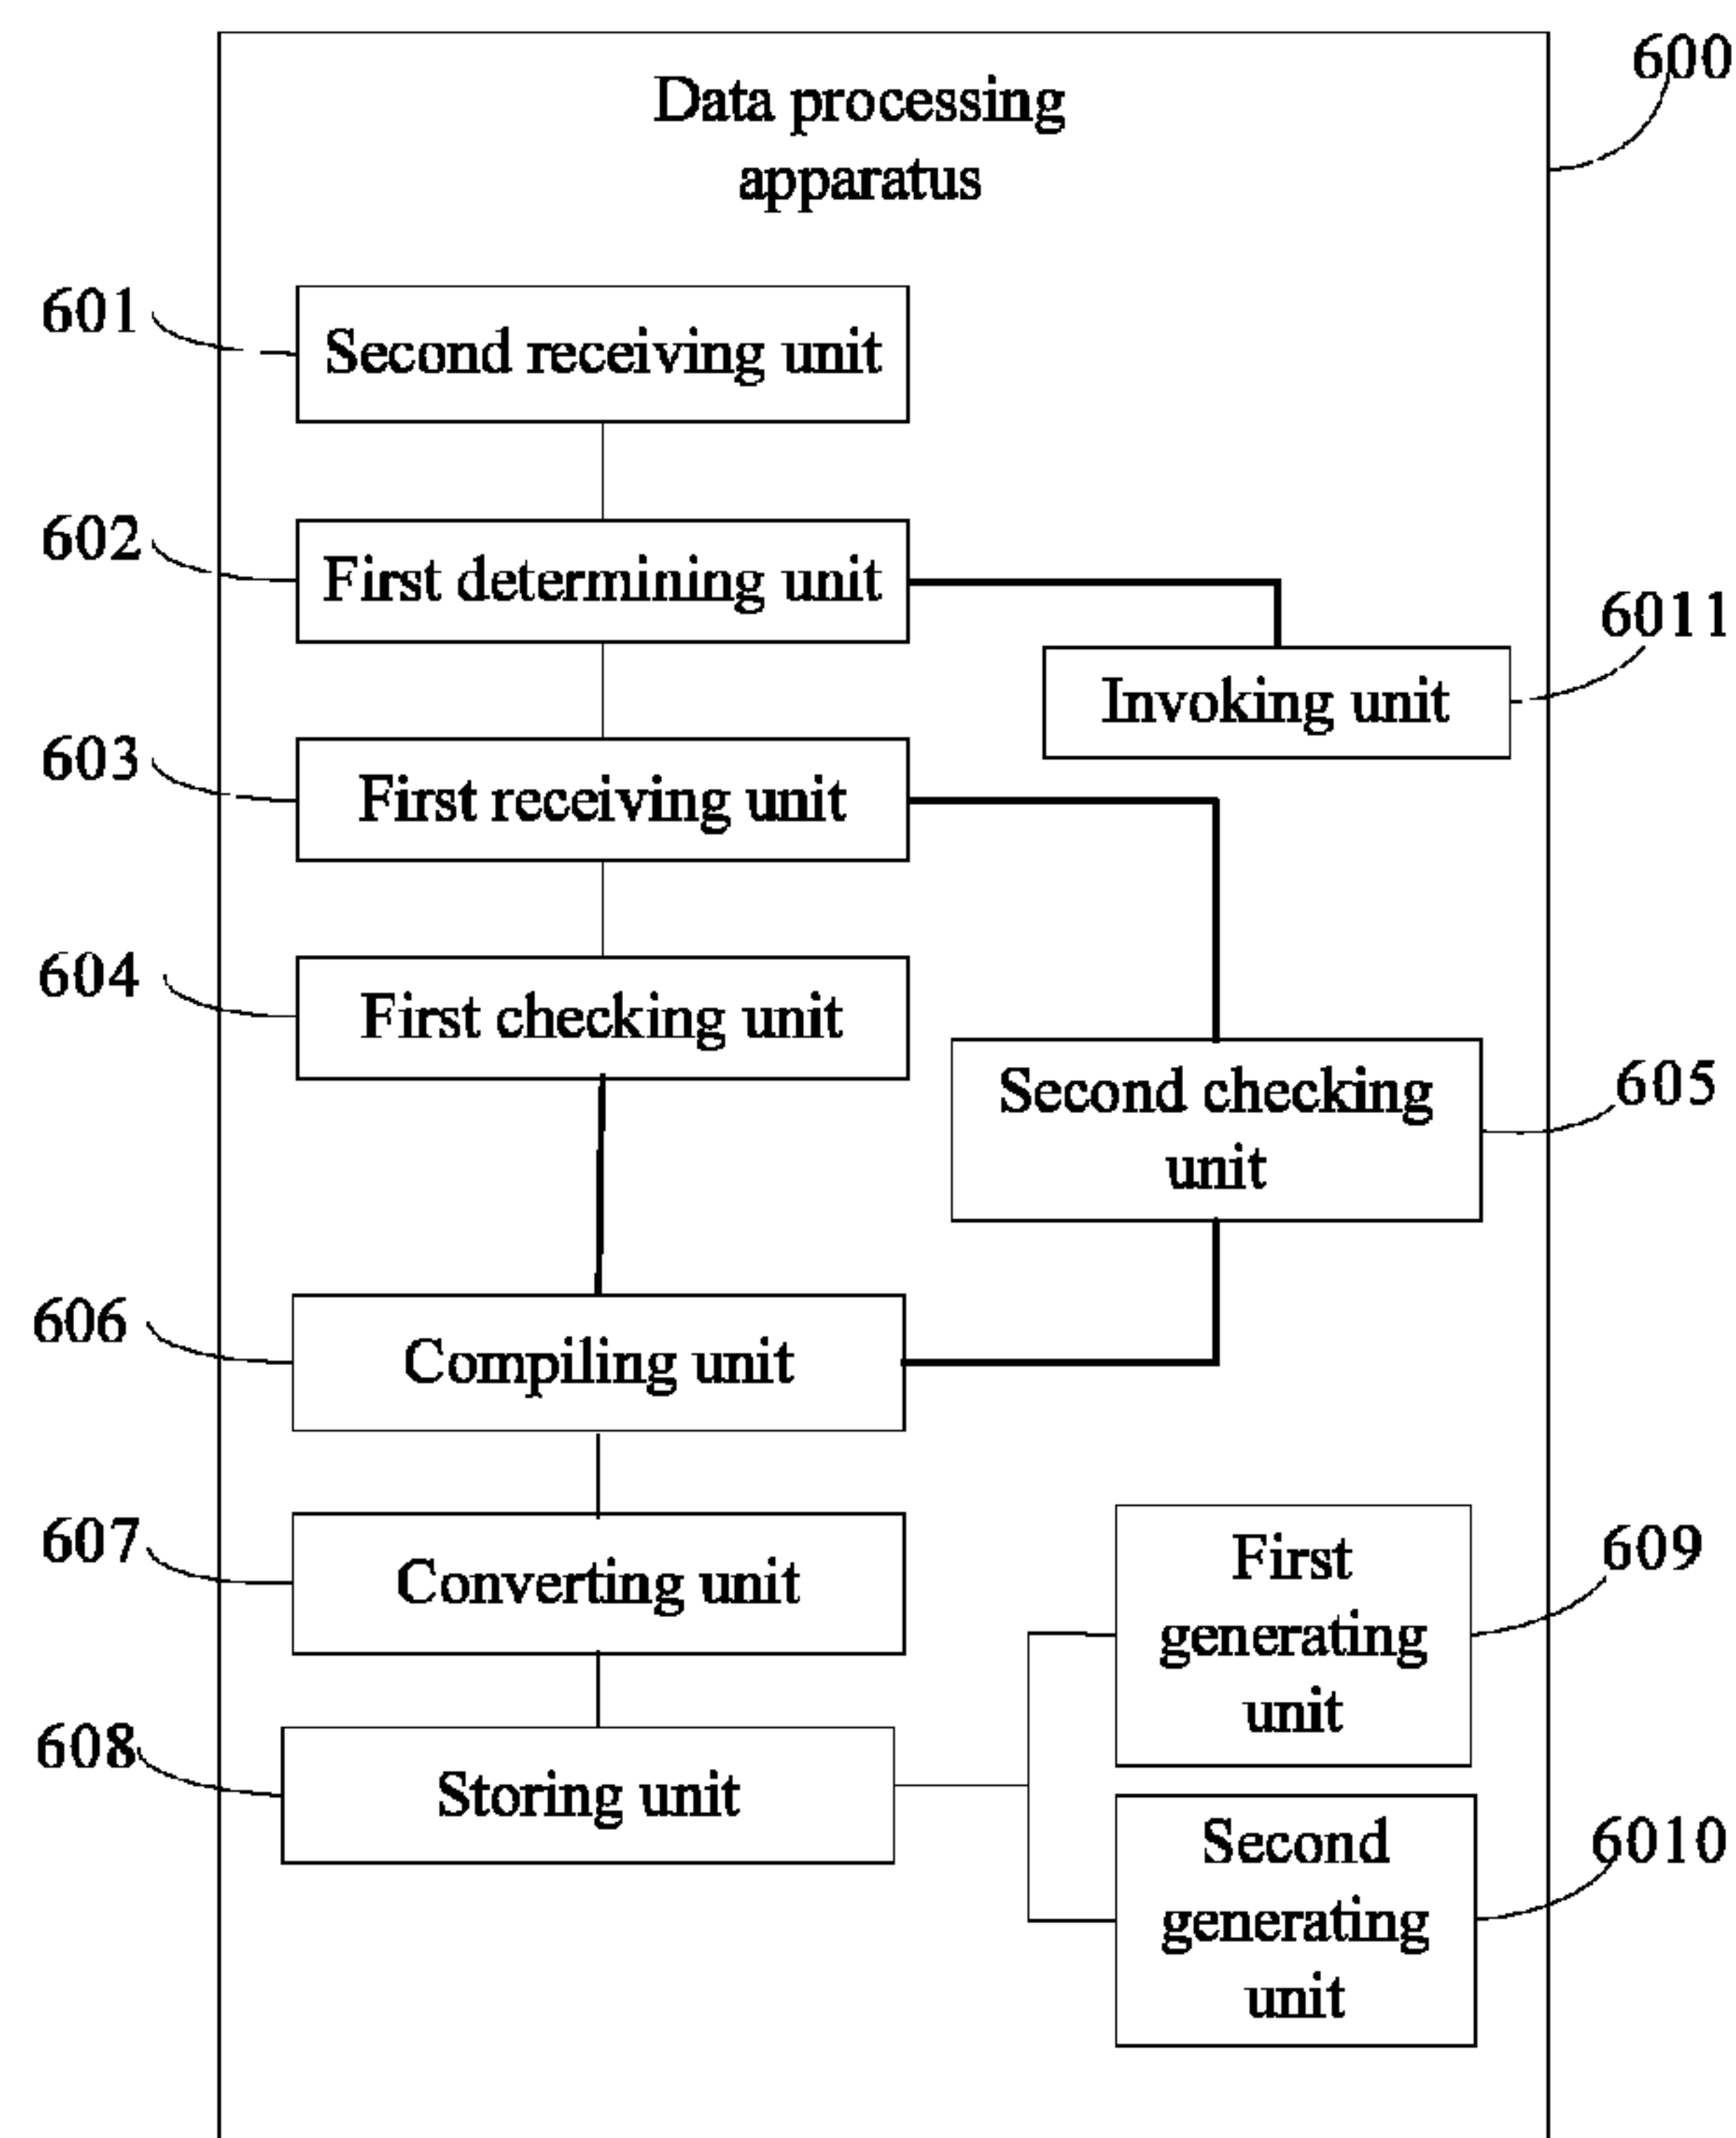 600
Data processing
apparatus
601
Second receiving unit
602
First determining unit
6011
Invoking unit
603
First receiving unit
604
First checking unit
605
Second checking
unit
606
Compiling unit
607
Converting unit
609
First
generating
unit
608
Storing unit
6010
Second
generating
unit